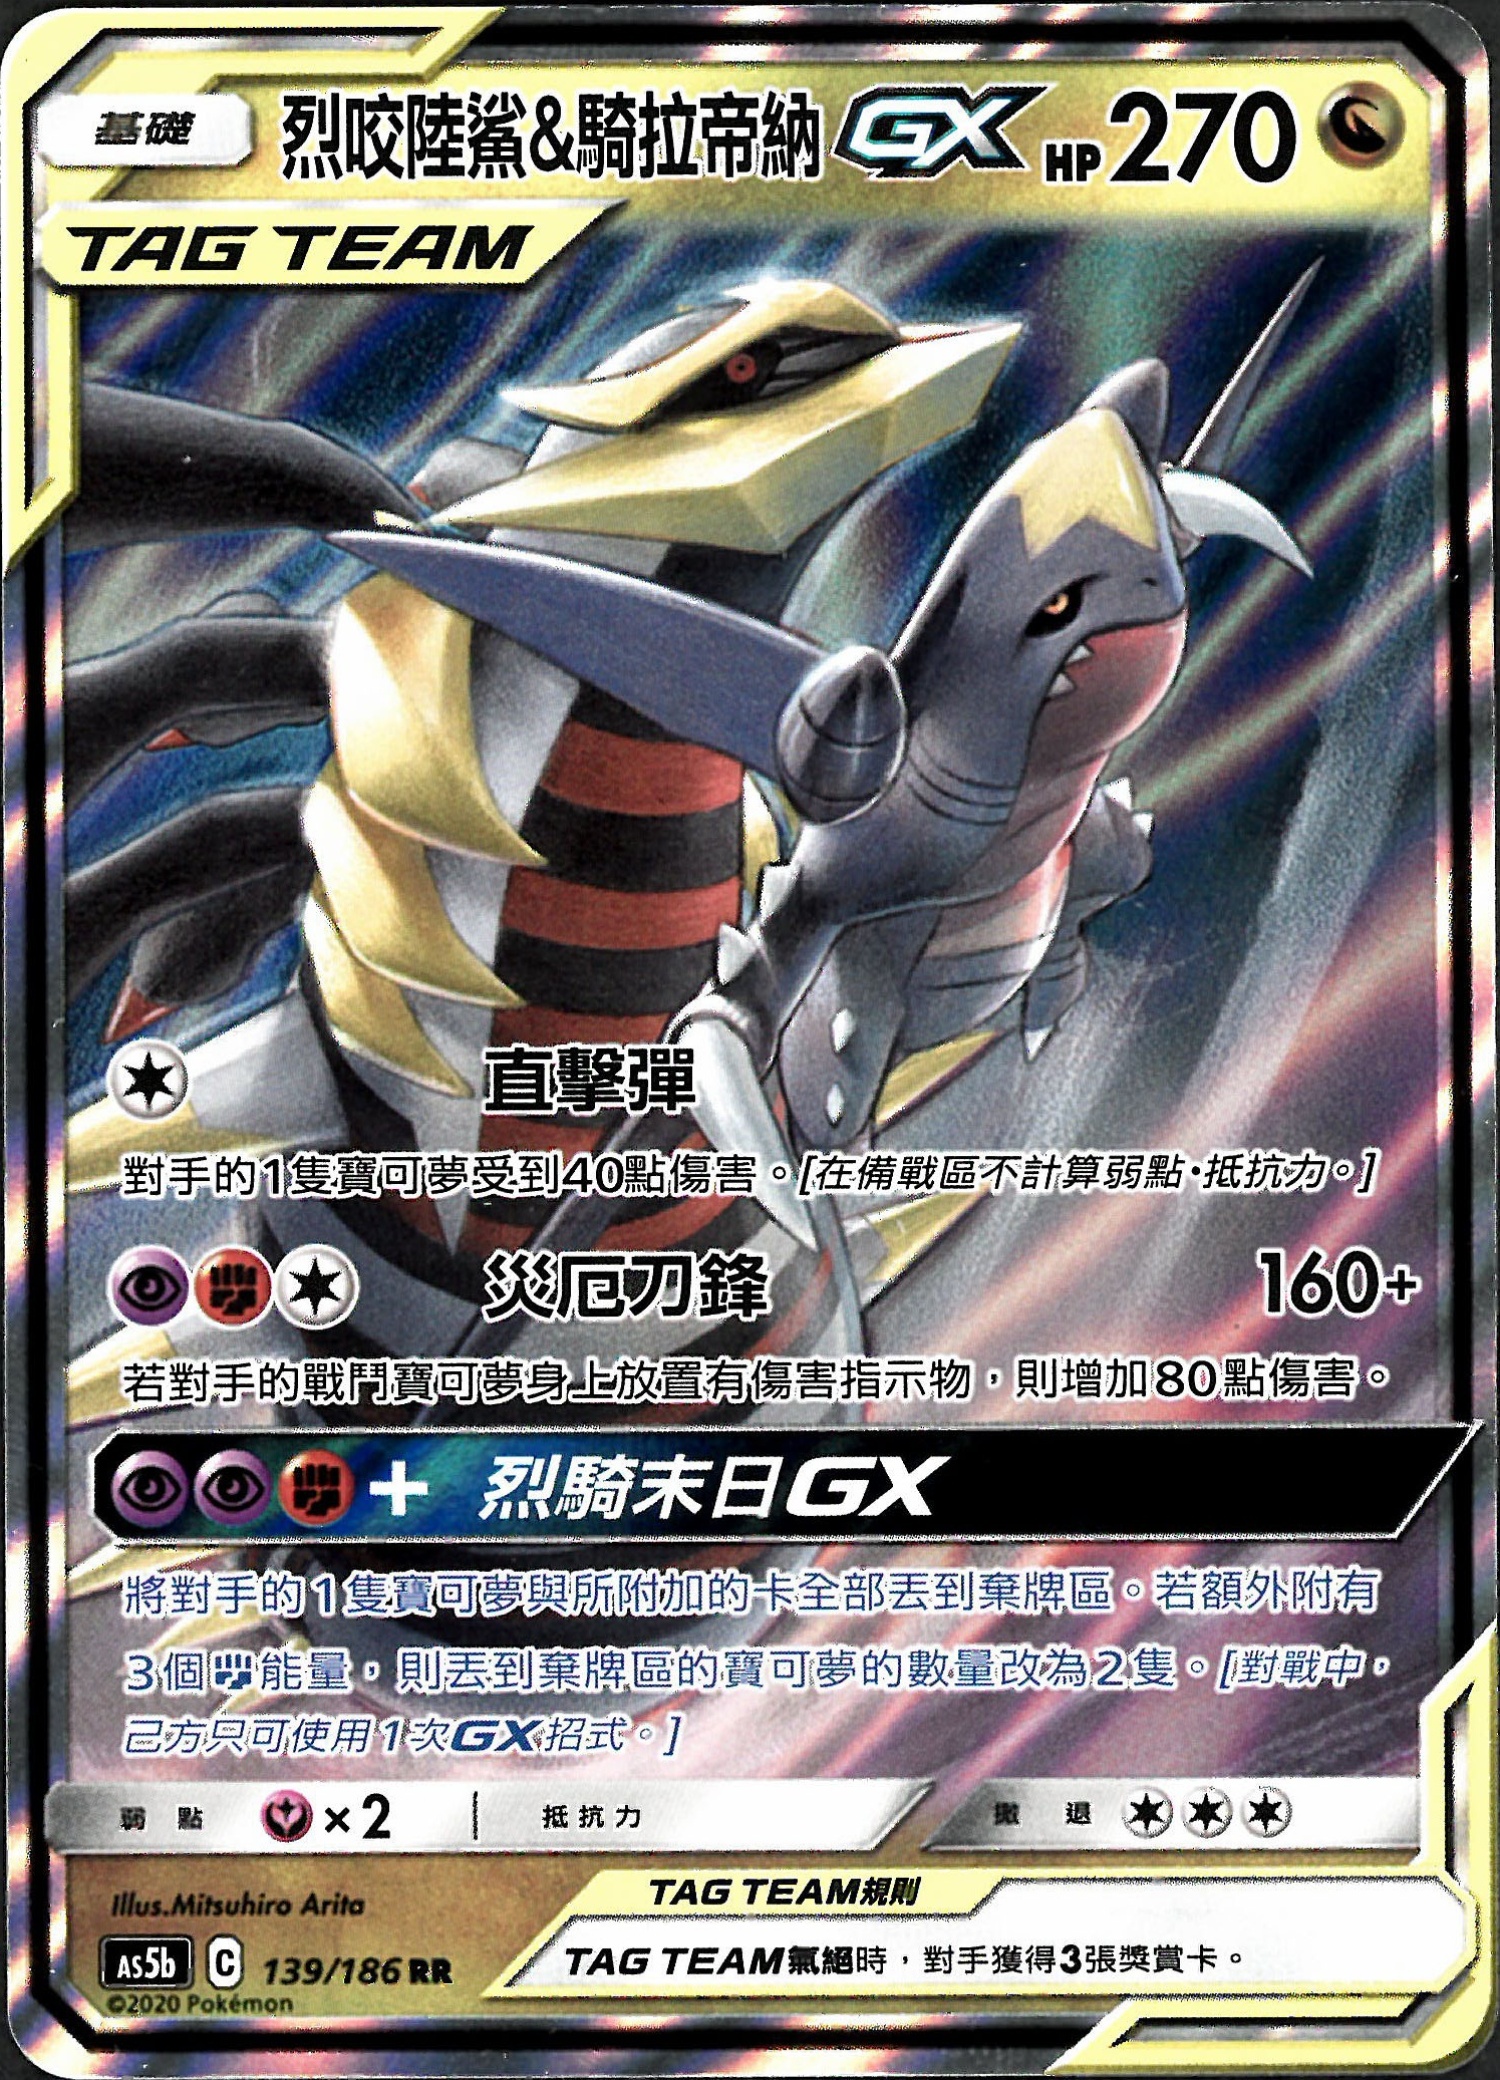 基礎 烈咬陸鯊&騎拉帝納GX HP270
TAG TEAM
直擊彈
對手的1隻寶可夢受到40點傷害。[在備戰區不計算弱點・抵抗力。]
災厄刀鋒 160+
若對手的戰鬥寶可夢身上放置有傷害指示物,則增加80點傷害。
+ 烈騎末日GX
將對手的1隻寶可夢與所附加的卡全部丟到棄牌區。若額外附有
3個能量,則丟到棄牌區的寶可夢的數量改為2隻。[對戰中,
己方只可使用1次GX招式。]
弱點 ×2 抵抗力 撤退
Illus.Mitsuhiro Arita
TAG TEAM規則
TAG TEAM氣絕時,對手獲得3張獎賞卡。
AS5b C 139/186 RR
©2020 Pokémon